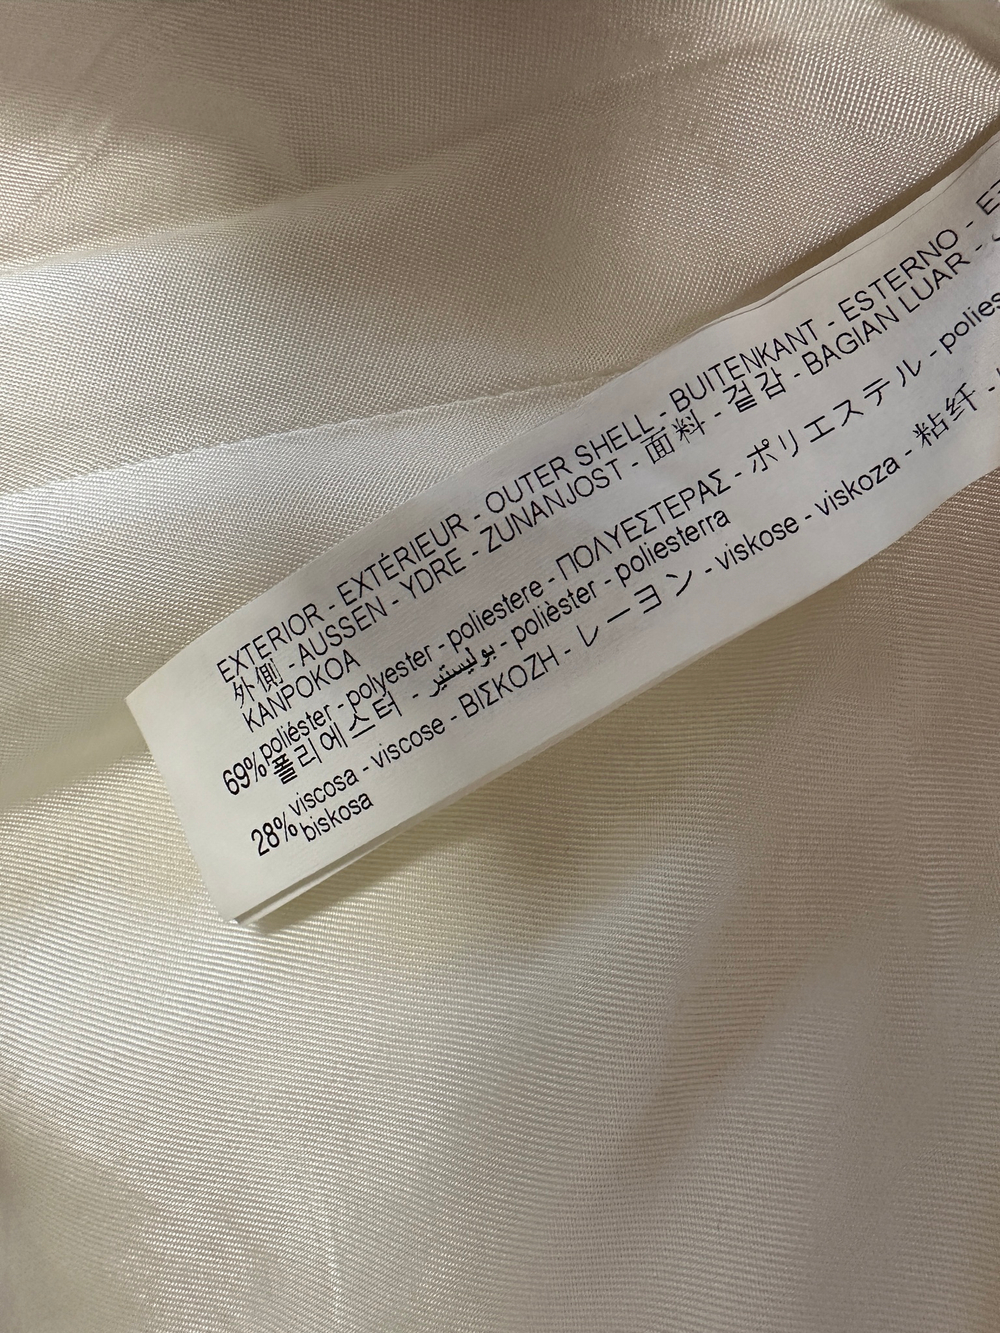 EXTERIOR - EXTÉRIEUR - OUTER SHELL - BUITENKANT - ESTERNO -
外側 - AUSSEN - YDRE - ZUNANJOST - 面料 - 겉감 - BAGIAN LUAR -
KANPOKOA
69% poliéster - polyester - poliestere - ΠΟΛΥΕΣΤΕΡΑΣ - ポリエステル - polies
폴리에스터 - بوليستير - polièster - poliesterra
28% viscosa - viscose - ΒΙΣΚΟΖΗ - レーヨン - viskose - viskoza - 粘纤 -
biskosa